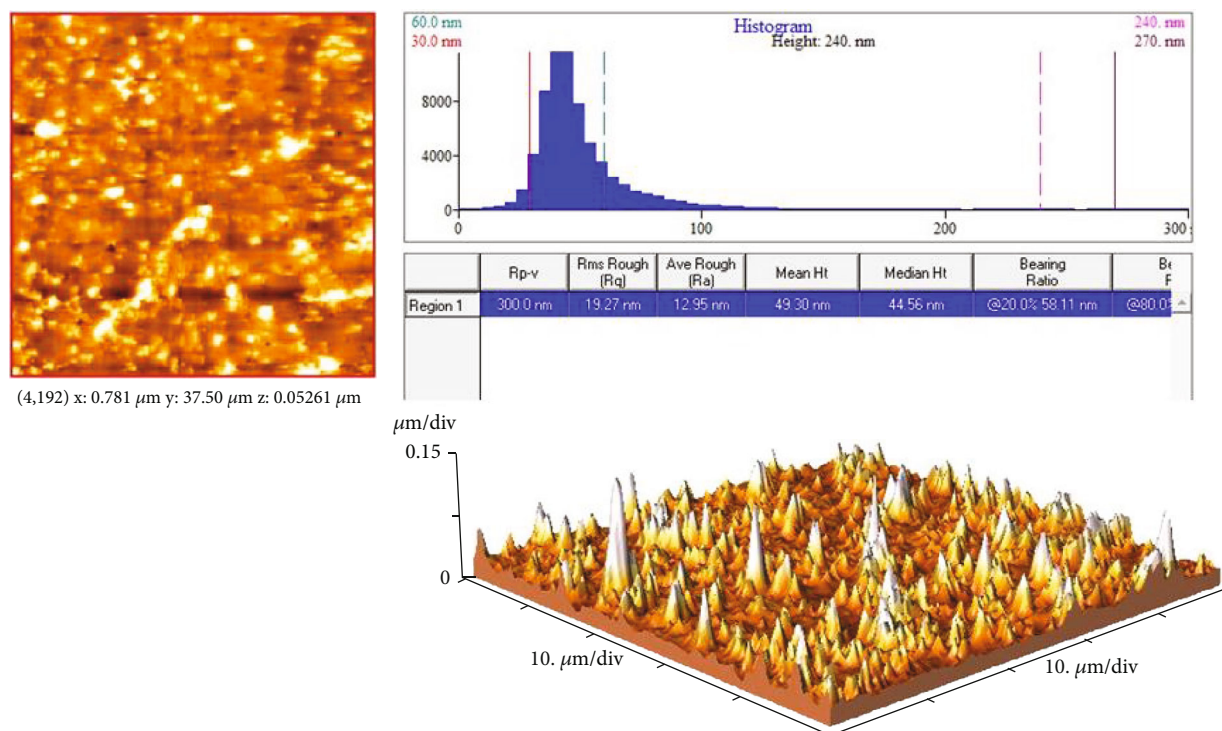 60.0 nm
30.0 nm
Histogram
Height: 240. nm
240. nm
270. nm
8000
4000
0
0
100
200
300
Rp-v
Rms Rough (Rq)
Ave Rough (Ra)
Mean Ht
Median Ht
Bearing Ratio
Region 1
300.0 nm
19.27 nm
12.95 nm
49.30 nm
44.56 nm
@20.0% 58.11 nm
@80.0%
(4,192) x: 0.781 μm y: 37.50 μm z: 0.05261 μm
μm/div
0.15
0
10. μm/div
10. μm/div